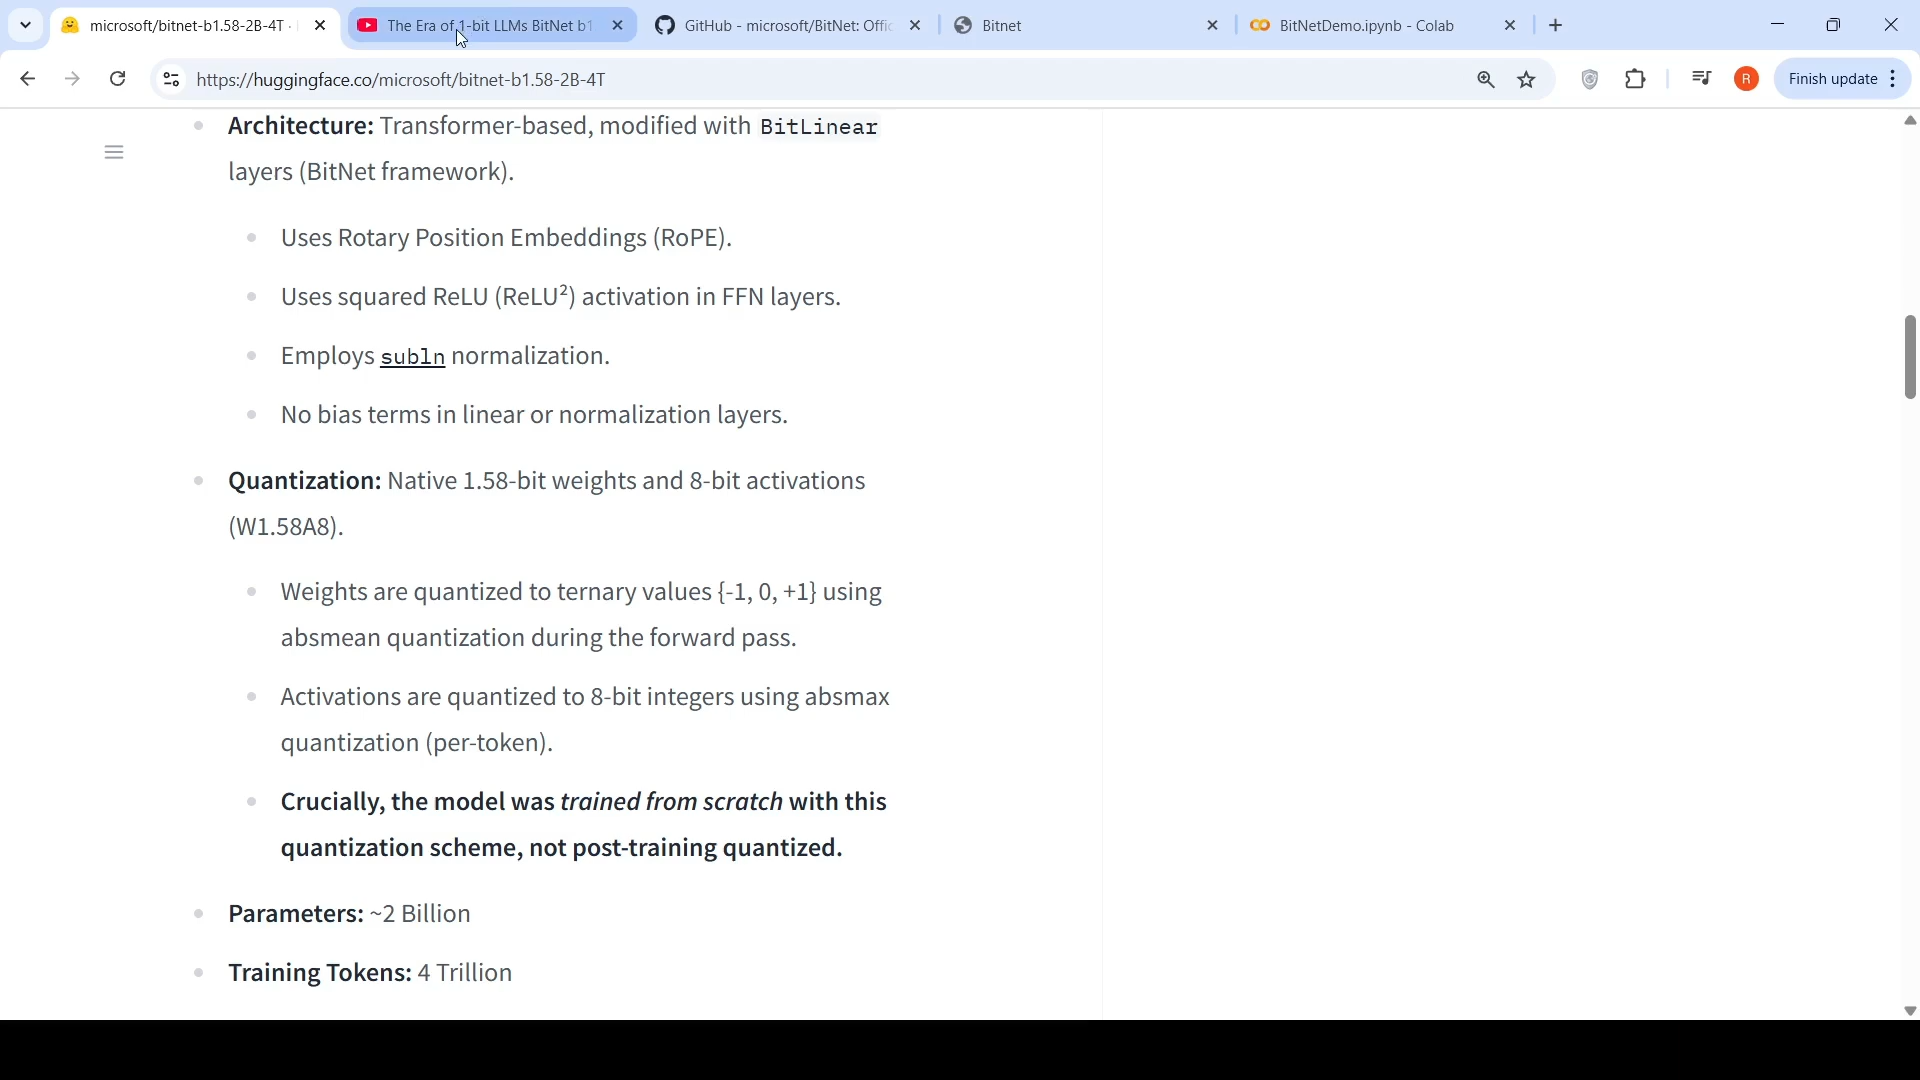 microsoft/bitnet-b1.58-2B-4T ·
The Era of 1-bit LLMs BitNet b1
GitHub - microsoft/BitNet: Offic
Bitnet
BitNetDemo.ipynb - Colab
https://huggingface.co/microsoft/bitnet-b1.58-2B-4T
R
Finish update
Architecture: Transformer-based, modified with BitLinear
layers (BitNet framework).
Uses Rotary Position Embeddings (RoPE).
Uses squared ReLU (ReLU²) activation in FFN layers.
Employs subln normalization.
No bias terms in linear or normalization layers.
Quantization: Native 1.58-bit weights and 8-bit activations
(W1.58A8).
Weights are quantized to ternary values {-1, 0, +1} using
absmean quantization during the forward pass.
Activations are quantized to 8-bit integers using absmax
quantization (per-token).
Crucially, the model was trained from scratch with this
quantization scheme, not post-training quantized.
Parameters: ~2 Billion
Training Tokens: 4 Trillion